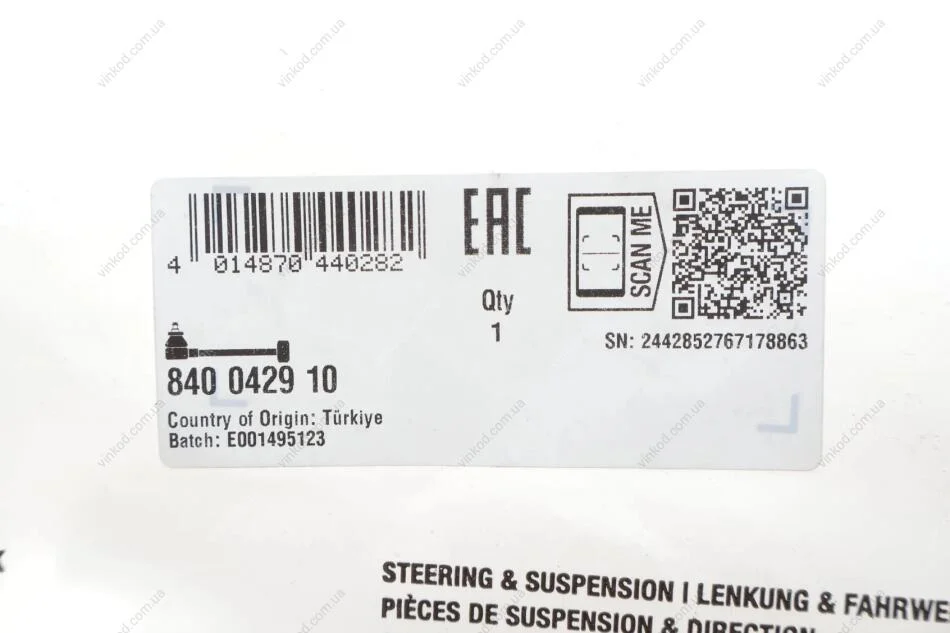 4 014870 440282
EAC
Qty
1
SCAN ME
SN: 2442852767178863
840 0429 10
Country of Origin: Türkiye
Batch: E001495123
STEERING & SUSPENSION | LENKUNG & FAHRWE
PIÈCES DE SUSPENSION & DIRECTION
vinkod.com.ua